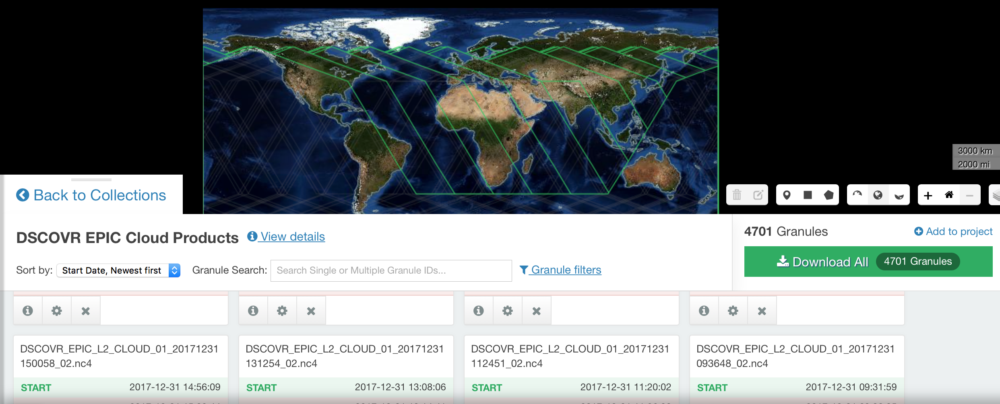 3000 km
2000 mi
Back to Collections
DSCOVR EPIC Cloud Products View details
4701 Granules Add to project
Download All 4701 Granules
Sort by: Start Date, Newest first Granule Search: Search Single or Multiple Granule IDs... Granule filters
DSCOVR_EPIC_L2_CLOUD_01_20171231
150058_02.nc4
START 2017-12-31 14:56:09
DSCOVR_EPIC_L2_CLOUD_01_20171231
131254_02.nc4
START 2017-12-31 13:08:06
DSCOVR_EPIC_L2_CLOUD_01_20171231
112451_02.nc4
START 2017-12-31 11:20:02
DSCOVR_EPIC_L2_CLOUD_01_20171231
093648_02.nc4
START 2017-12-31 09:31:59